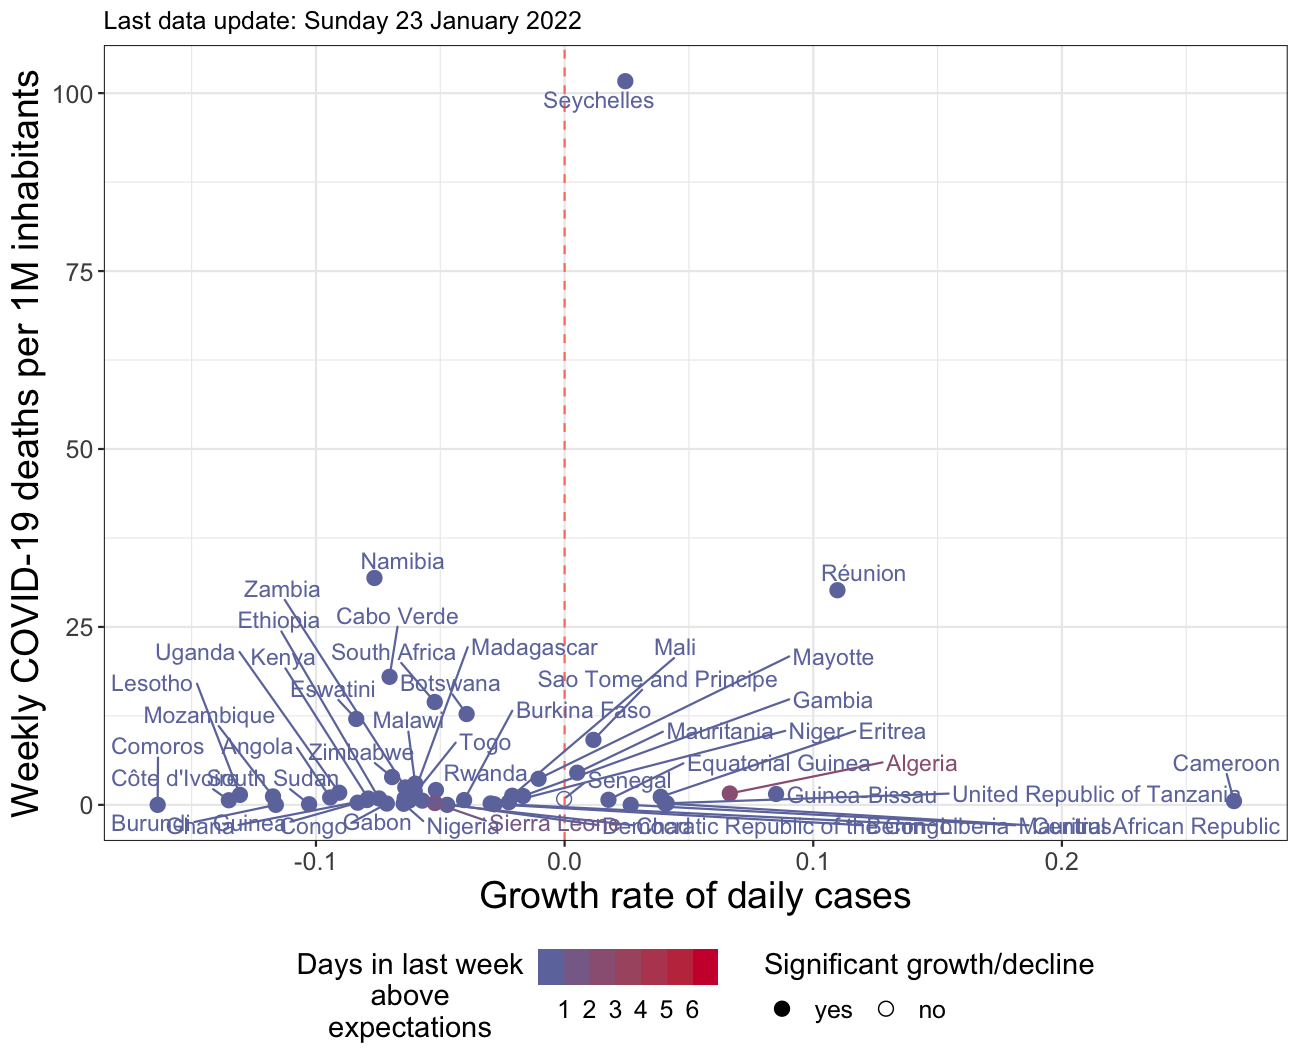 Last data update: Sunday 23 January 2022
Weekly COVID-19 deaths per 1M inhabitants
100
75
50
25
0
Seychelles
Namibia
Réunion
Zambia
Cabo Verde
Ethiopia
Uganda
Kenya
South Africa
Madagascar
Mali
Mayotte
Lesotho
Eswatini
Botswana
Sao Tome and Principe
Gambia
Mozambique
Malawi
Burkina Faso
Mauritania
Niger
Eritrea
Comoros
Angola
Zimbabwe
Togo
Equatorial Guinea
Algeria
Cameroon
Côte d'Ivoire
South Sudan
Rwanda
Senegal
Guinea Bissau
United Republic of Tanzania
Burundi
Ghana
Guinea
Congo
Gabon
Nigeria
Sierra Leone
Democratic Republic of the Congo
Chad
Benin
Liberia
Mauritius
Central African Republic
-0.1
0.0
0.1
0.2
Growth rate of daily cases
Days in last week
above
expectations
1 2 3 4 5 6
Significant growth/decline
yes
no